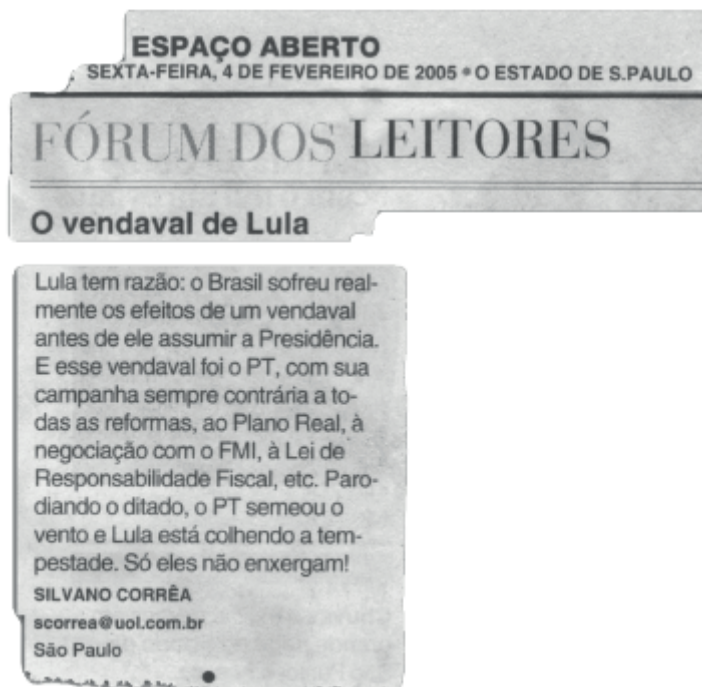 ESPAÇO ABERTO
SEXTA-FEIRA, 4 DE FEVEREIRO DE 2005 • O ESTADO DE S.PAULO
FÓRUM DOS LEITORES
O vendaval de Lula
Lula tem razão: o Brasil sofreu real-
mente os efeitos de um vendaval
antes de ele assumir a Presidência.
E esse vendaval foi o PT, com sua
campanha sempre contrária a to-
das as reformas, ao Plano Real, à
negociação com o FMI, à Lei de
Responsabilidade Fiscal, etc. Paro-
diando o ditado, o PT semeou o
vento e Lula está colhendo a tem-
pestade. Só eles não enxergam!
SILVANO CORRÊA
scorrea@uol.com.br
São Paulo